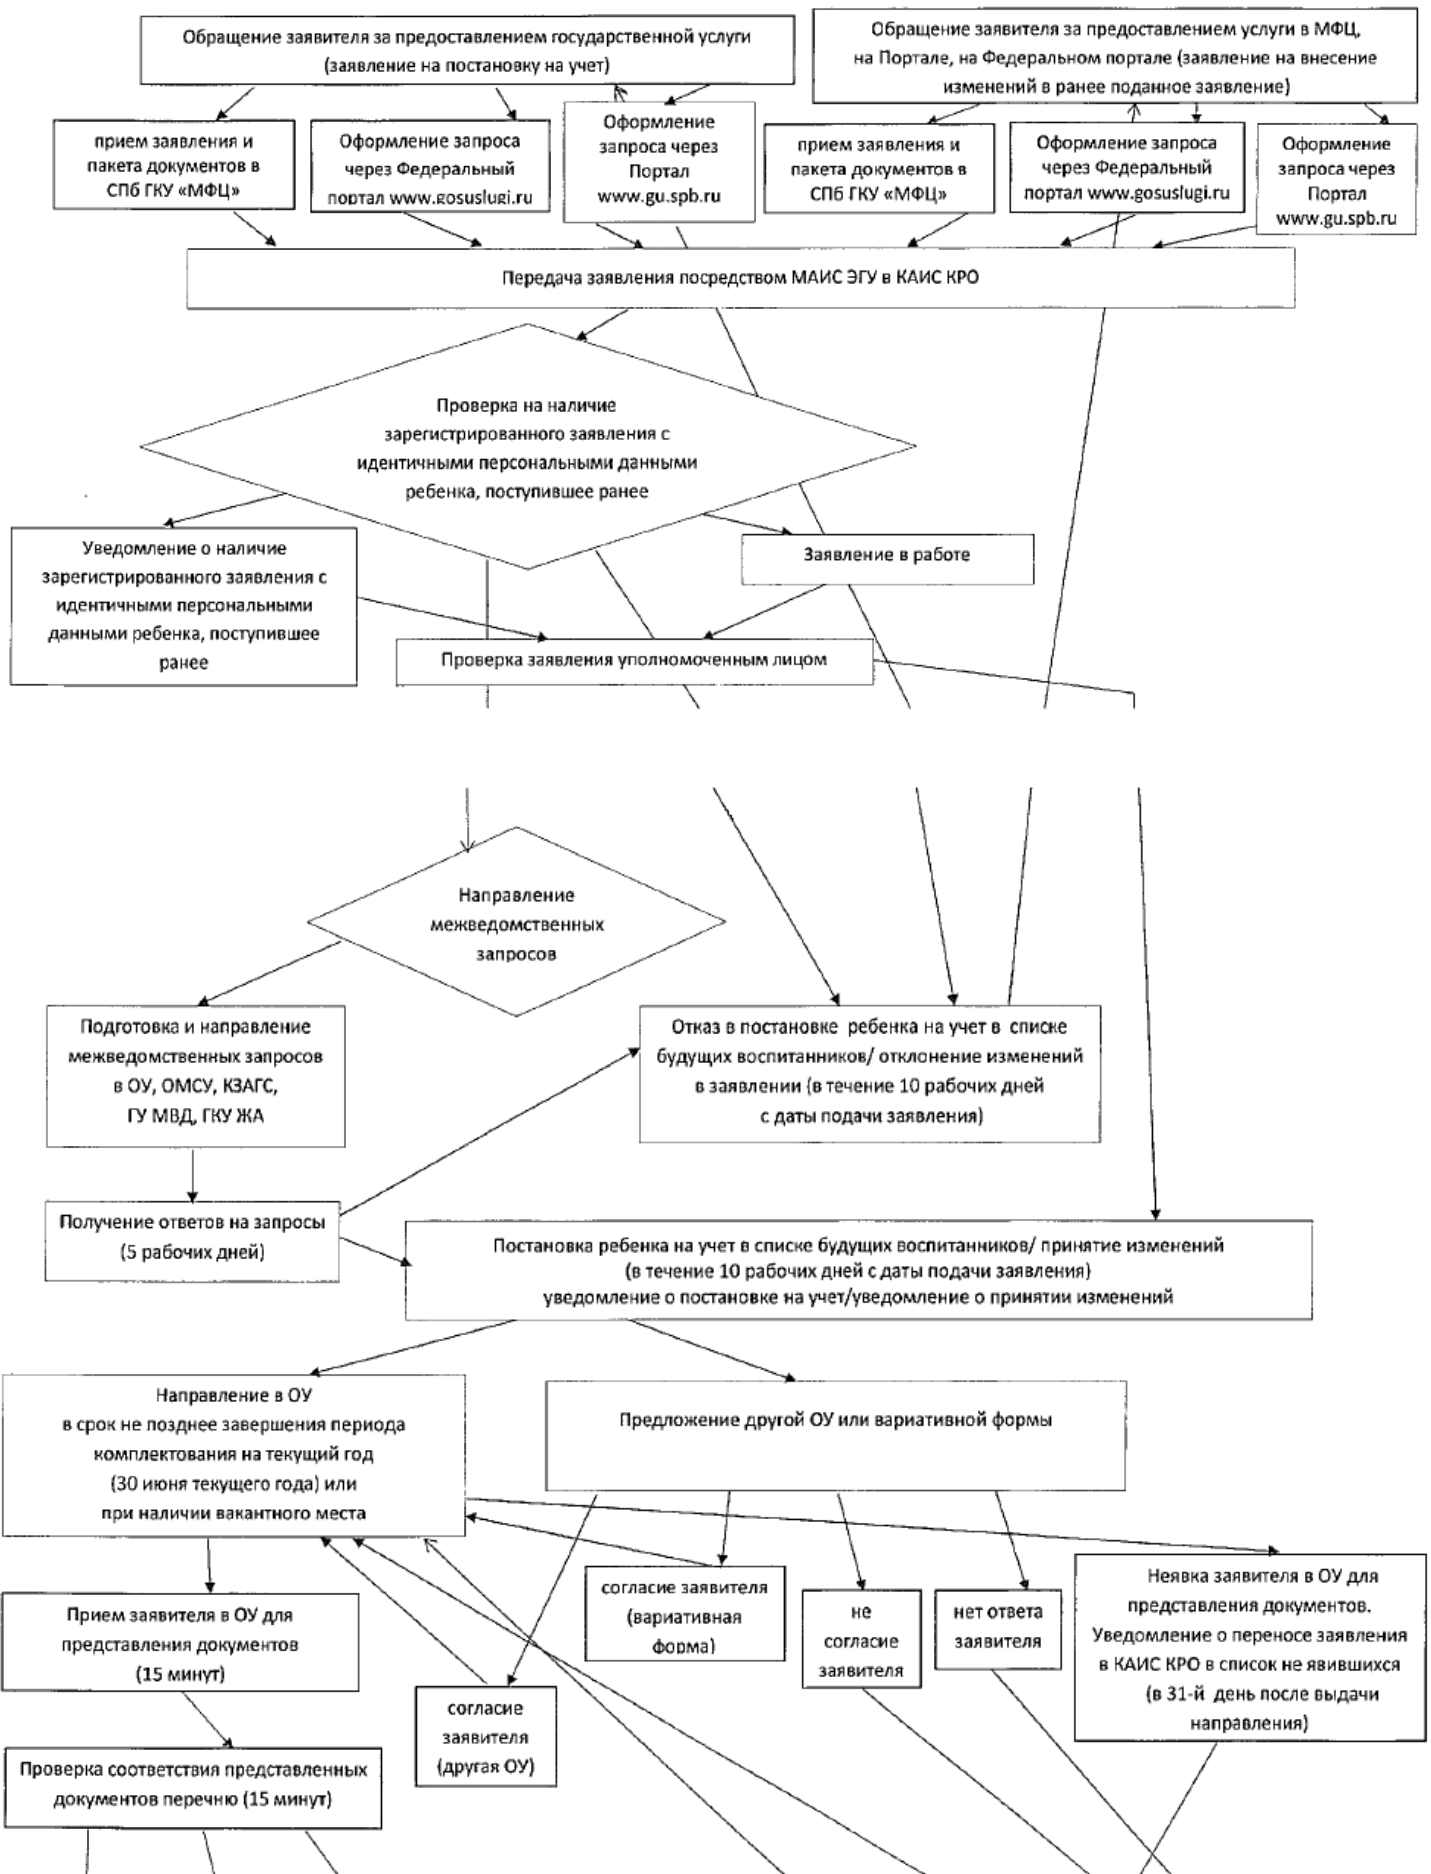 Обращение заявителя за предоставлением государственной услуги
(заявление на постановку на учет)
Обращение заявителя за предоставлением услуги в МФЦ,
на Портале, на Федеральном портале (заявление на внесение
изменений в ранее поданное заявление)
прием заявления и
пакета документов в
СПб ГКУ «МФЦ»
Оформление запроса
через Федеральный
портал www.gosuslugi.ru
Оформление
запроса через
Портал
www.gu.spb.ru
прием заявления и
пакета документов в
СПб ГКУ «МФЦ»
Оформление запроса
через Федеральный
портал www.gosuslugi.ru
Оформление
запроса через
Портал
www.gu.spb.ru
Передача заявления посредством МАИС ЭГУ в КАИС КРО
Проверка на наличие
зарегистрированного заявления с
идентичными персональными данными
ребенка, поступившее ранее
Уведомление о наличие
зарегистрированного заявления с
идентичными персональными
данными ребенка, поступившее
ранее
Заявление в работе
Проверка заявления уполномоченным лицом
Направление
межведомственных
запросов
Подготовка и направление
межведомственных запросов
в ОУ, ОМСУ, КЗАГС,
ГУ МВД, ГКУ ЖА
Отказ в постановке ребенка на учет в списке
будущих воспитанников/ отклонение изменений
в заявлении (в течение 10 рабочих дней
с даты подачи заявления)
Получение ответов на запросы
(5 рабочих дней)
Постановка ребенка на учет в списке будущих воспитанников/ принятие изменений
(в течение 10 рабочих дней с даты подачи заявления)
уведомление о постановке на учет/уведомление о принятии изменений
Направление в ОУ
в срок не позднее завершения периода
комплектования на текущий год
(30 июня текущего года) или
при наличии вакантного места
Предложение другой ОУ или вариативной формы
согласие заявителя
(вариативная
форма)
не
согласие
заявителя
нет ответа
заявителя
Неявка заявителя в ОУ для
представления документов.
Уведомление о переносе заявления
в КАИС КРО в список не явившихся
(в 31-й день после выдачи
направления)
Прием заявителя в ОУ для
представления документов
(15 минут)
согласие
заявителя
(другая ОУ)
Проверка соответствия представленных
документов перечню (15 минут)